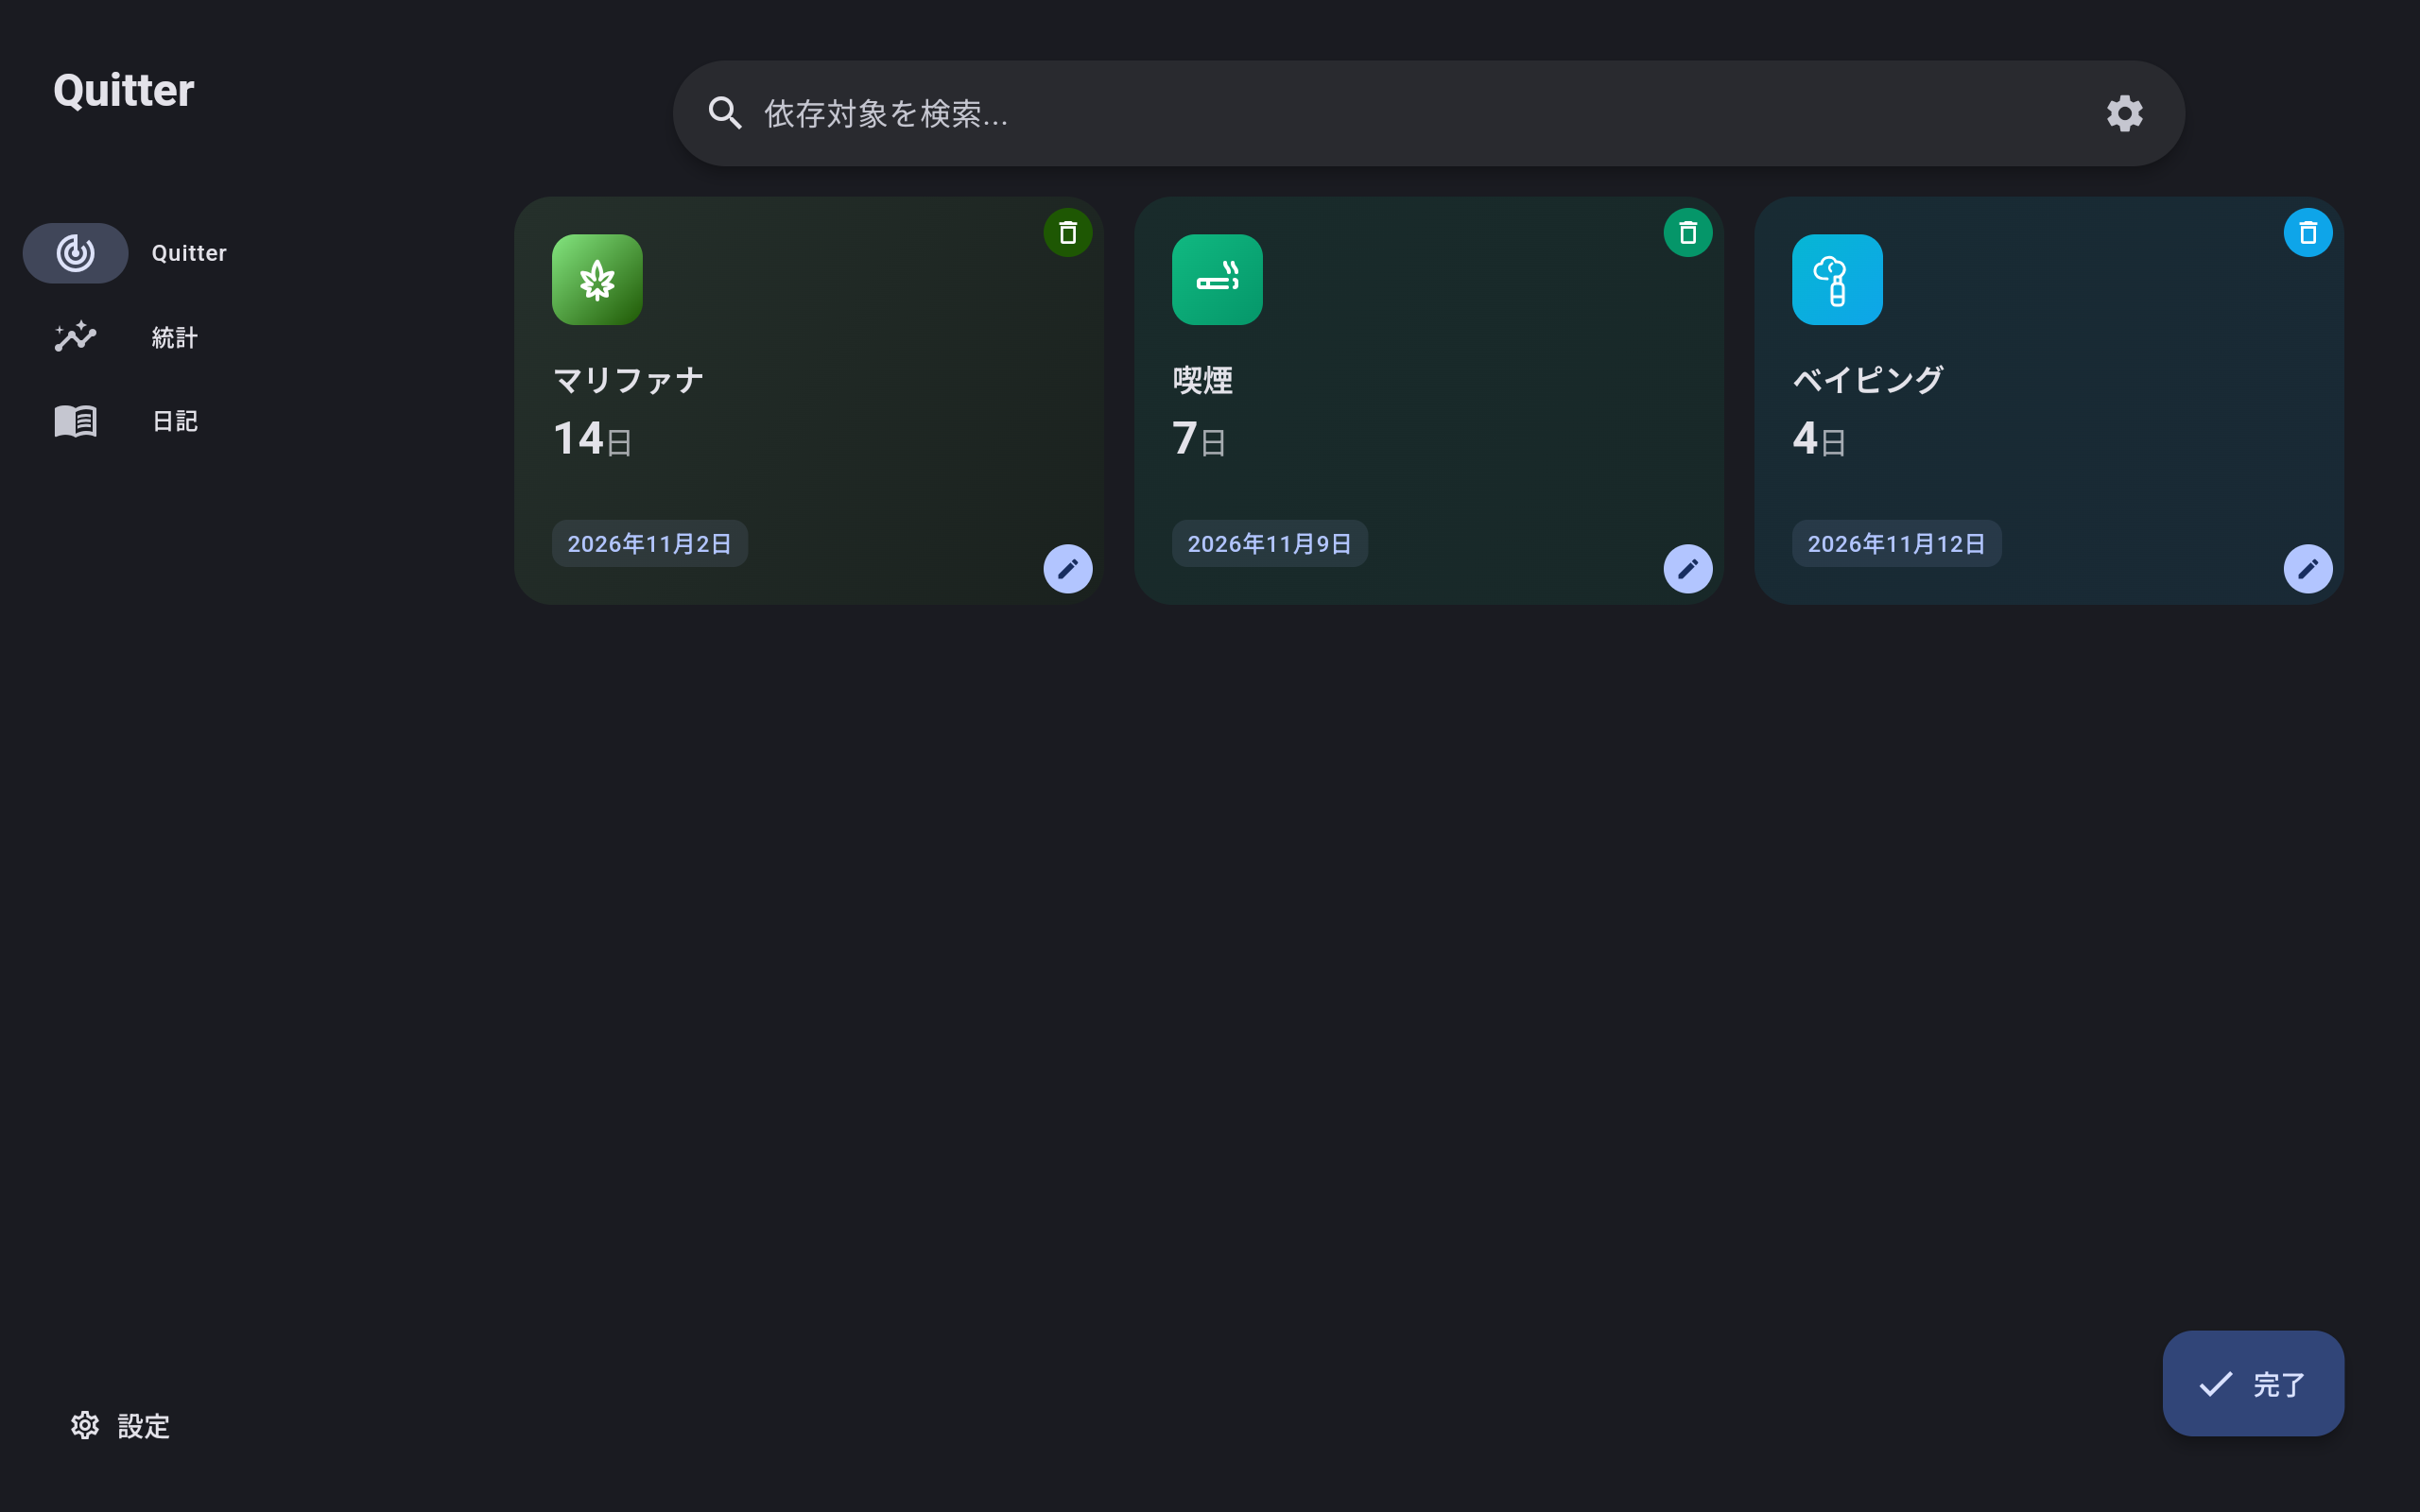 Quitter
Quitter
統計
日記
設定
依存対象を検索...
マリファナ
14日
2026年11月2日
喫煙
7日
2026年11月9日
ベイピング
4日
2026年11月12日
完了